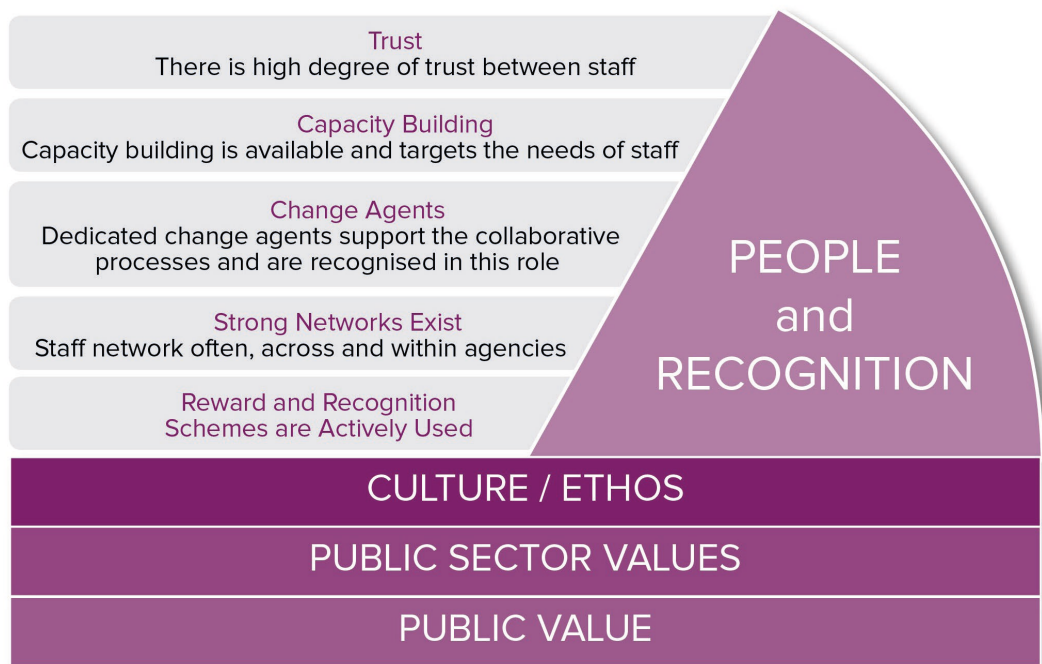 Trust
There is high degree of trust between staff
Capacity Building
Capacity building is available and targets the needs of staff
Change Agents
Dedicated change agents support the collaborative
processes and are recognised in this role
Strong Networks Exist
Staff network often, across and within agencies
Reward and Recognition
Schemes are Actively Used
PEOPLE
and
RECOGNITION
CULTURE / ETHOS
PUBLIC SECTOR VALUES
PUBLIC VALUE